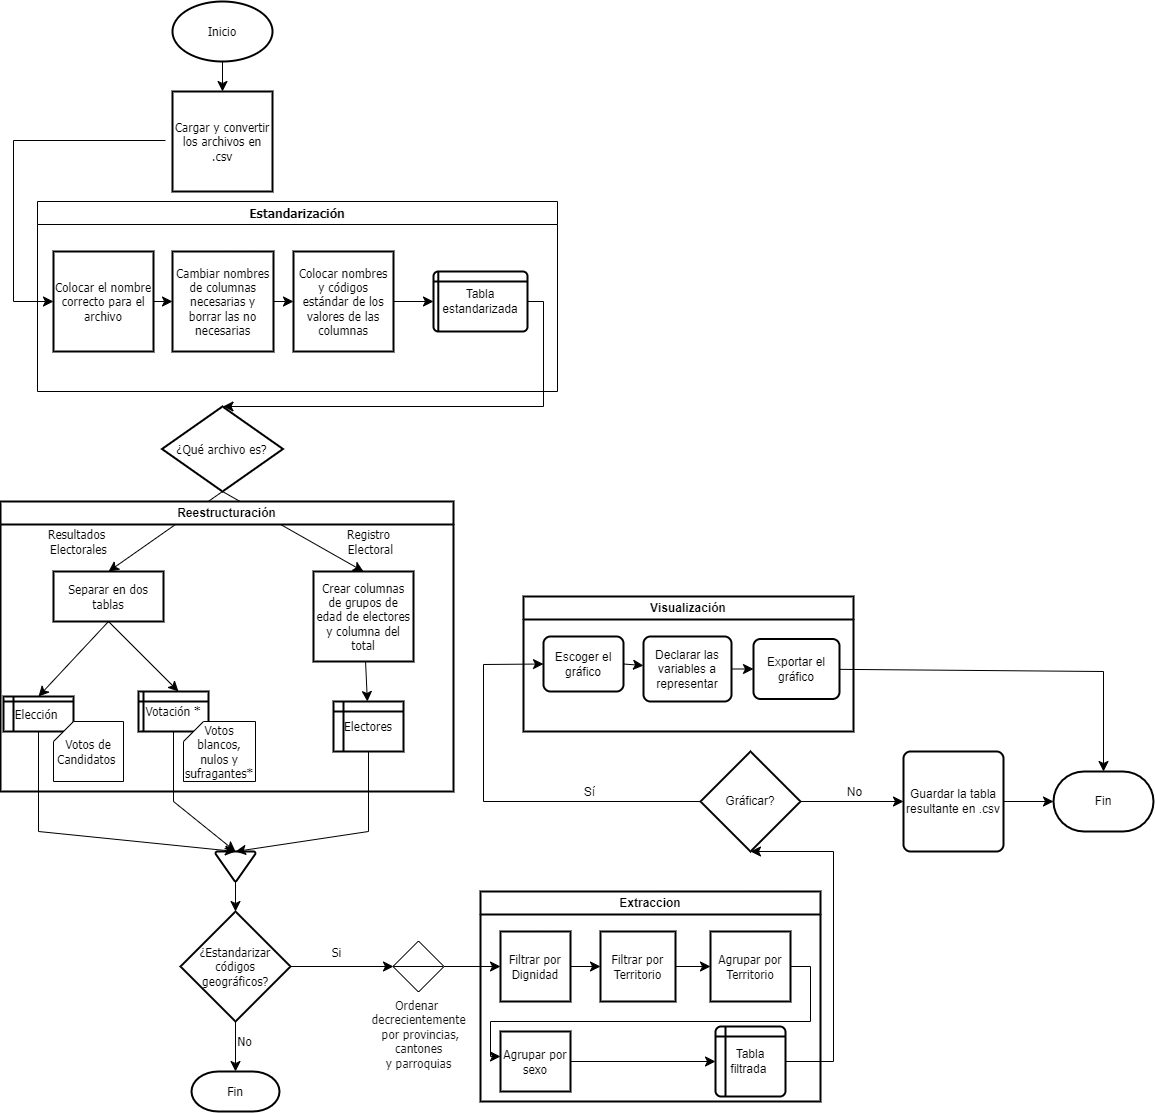 Inicio
Cargar y convertir
los archivos en
.csv
Estandarización
Colocar el nombre
correcto para el
archivo
Cambiar nombres
de columnas
necesarias y
borrar las no
necesarias
Colocar nombres
y códigos
estándar de los
valores de las
columnas
Tabla
estandarizada
¿Qué archivo es?
Reestructuración
Resultados
Electorales
Registro
Electoral
Separar en dos
tablas
Crear columnas
de grupos de
edad de electores
y columna del
total
Elección
Votos de
Candidatos
Votación *
Votos
blancos,
nulos y
sufragantes*
Electores
¿Estandarizar
códigos
geográficos?
Si
No
Fin
Ordenar
decrecientemente
por provincias,
cantones
y parroquias
Extraccion
Filtrar por
Dignidad
Filtrar por
Territorio
Agrupar por
Territorio
Agrupar por
sexo
Tabla
filtrada
Gráficar?
Sí
No
Visualización
Escoger el
gráfico
Declarar las
variables a
representar
Exportar el
gráfico
Guardar la tabla
resultante en .csv
Fin